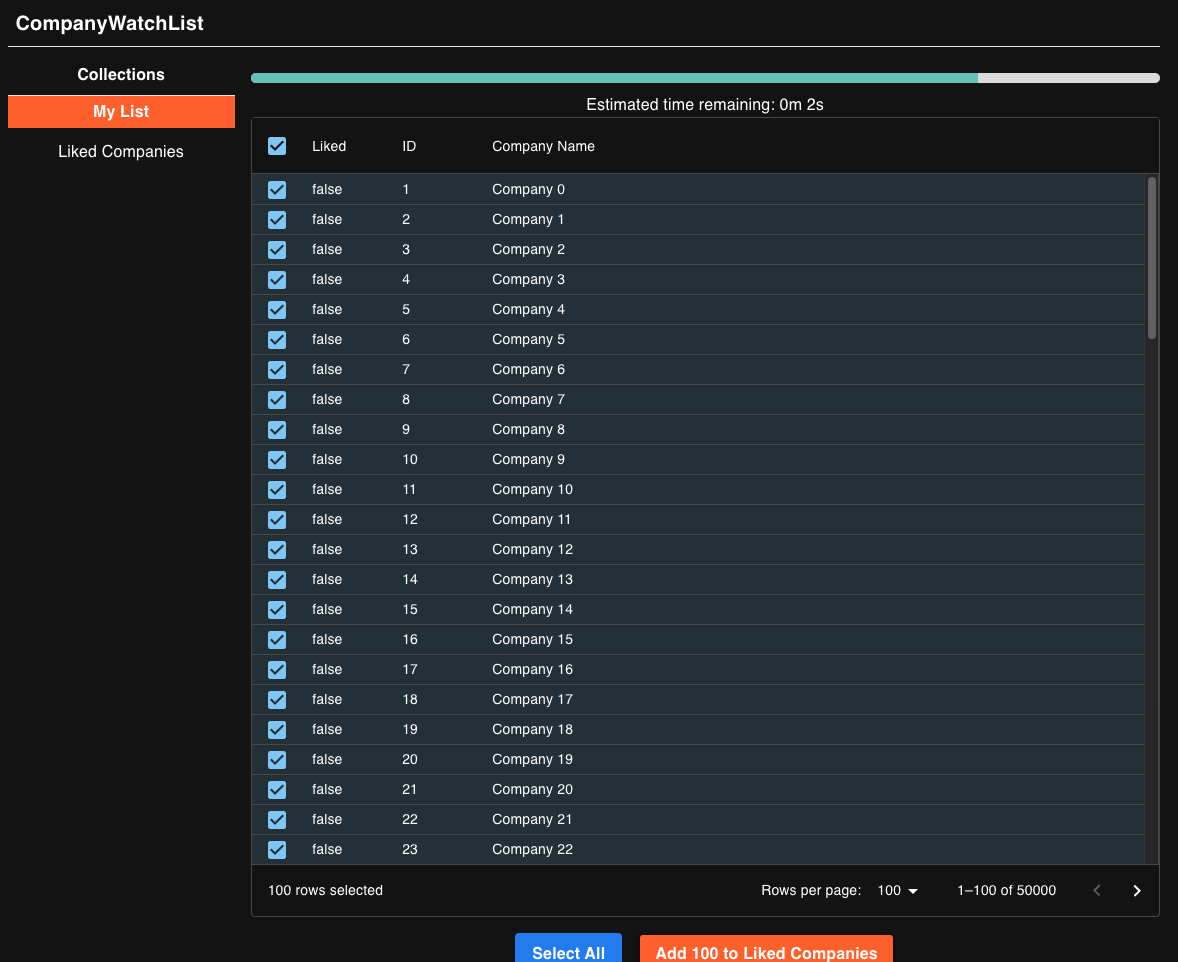 CompanyWatchList
Collections
My List
Liked Companies
Estimated time remaining: 0m 2s
Liked ID Company Name
false 1 Company 0
false 2 Company 1
false 3 Company 2
false 4 Company 3
false 5 Company 4
false 6 Company 5
false 7 Company 6
false 8 Company 7
false 9 Company 8
false 10 Company 9
false 11 Company 10
false 12 Company 11
false 13 Company 12
false 14 Company 13
false 15 Company 14
false 16 Company 15
false 17 Company 16
false 18 Company 17
false 19 Company 18
false 20 Company 19
false 21 Company 20
false 22 Company 21
false 23 Company 22
100 rows selected Rows per page: 100 1–100 of 50000
Select All Add 100 to Liked Companies